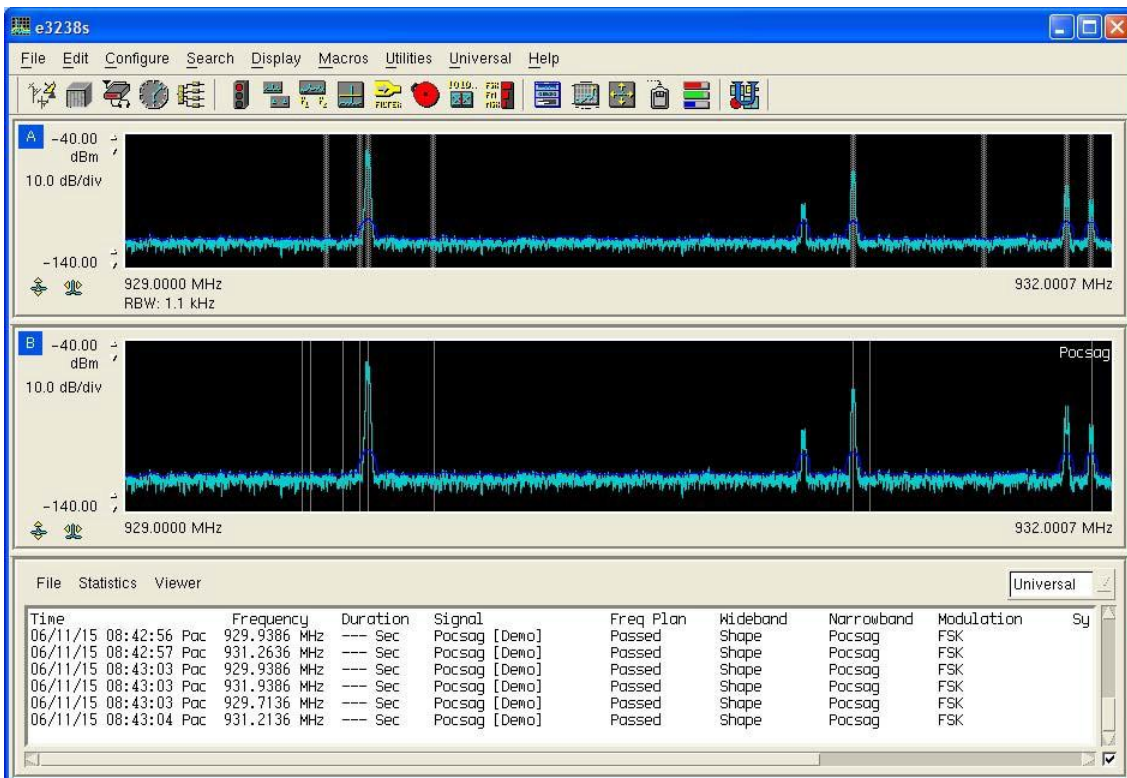 e3238s
File Edit Configure Search Display Macros Utilities Universal Help
A -40.00
dBm
10.0 dB/div
-140.00
929.0000 MHz 932.0007 MHz
RBW: 1.1 kHz
B -40.00
dBm
Pocsag
10.0 dB/div
-140.00
929.0000 MHz 932.0007 MHz
File Statistics Viewer Universal
Time Frequency Duration Signal Freq Plan Wideband Narrowband Modulation Sy
06/11/15 08:42:56 Pac 929.9386 MHz --- Sec Pocsag [Demo] Passed Shape Pocsag FSK
06/11/15 08:42:57 Pac 931.2636 MHz --- Sec Pocsag [Demo] Passed Shape Pocsag FSK
06/11/15 08:43:03 Pac 929.9386 MHz --- Sec Pocsag [Demo] Passed Shape Pocsag FSK
06/11/15 08:43:03 Pac 931.9386 MHz --- Sec Pocsag [Demo] Passed Shape Pocsag FSK
06/11/15 08:43:03 Pac 929.7136 MHz --- Sec Pocsag [Demo] Passed Shape Pocsag FSK
06/11/15 08:43:04 Pac 931.2136 MHz --- Sec Pocsag [Demo] Passed Shape Pocsag FSK